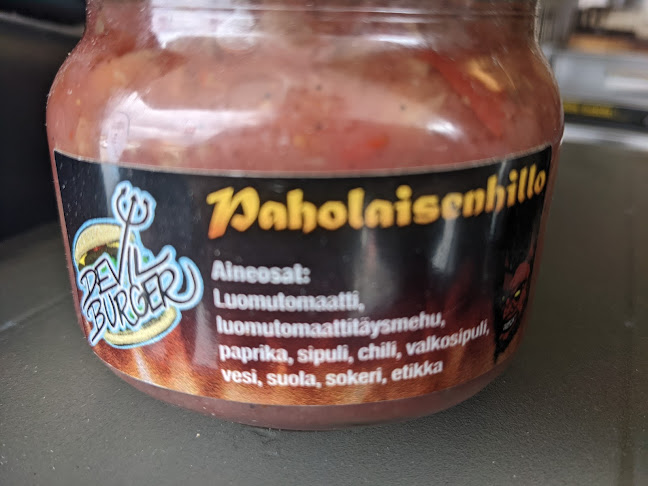 Paholaisenhillo
DEVIL
BURGER
Aineosat:
Luomutomaatti,
luomutomaattitäysmehu,
paprika, sipuli, chili, valkosipuli,
vesi, suola, sokeri, etikka